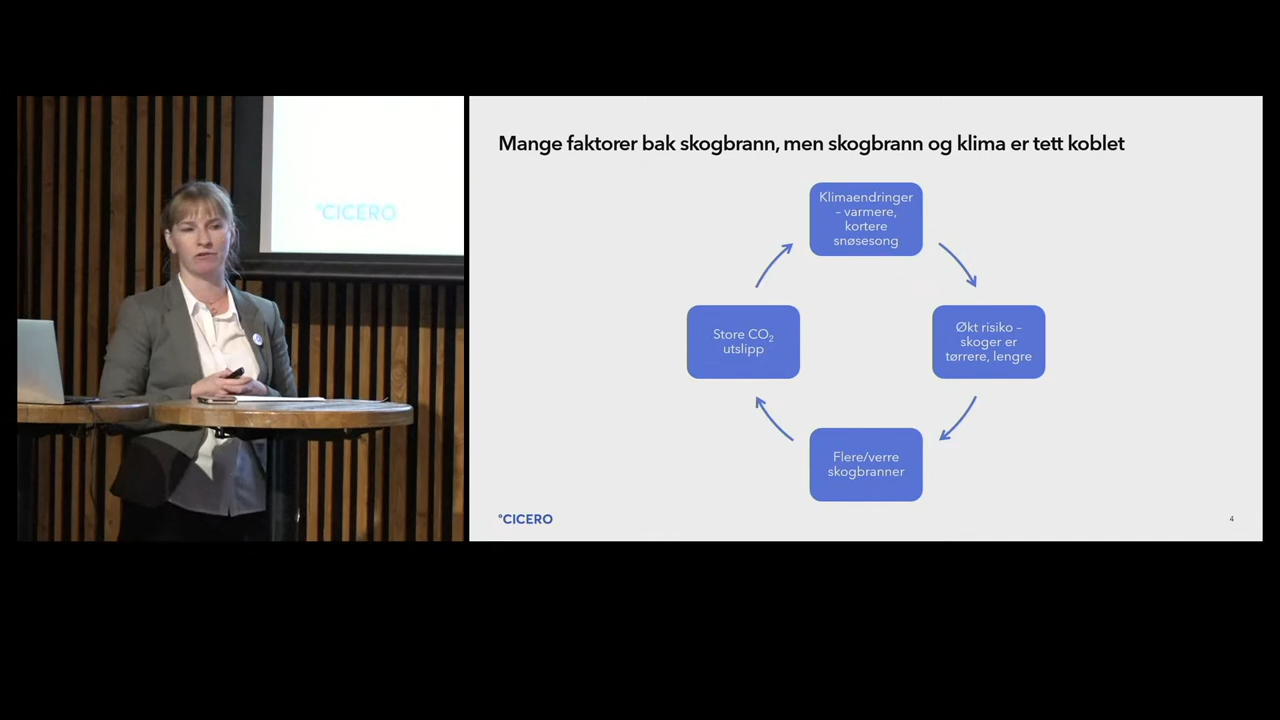 °CICERO
Mange faktorer bak skogbrann, men skogbrann og klima er tett koblet
Klimaendringer
– varmere,
kortere
snøsesong
Økt risiko –
skoger er
tørrere, lengre
Flere/verre
skogbranner
Store CO₂
utslipp
°CICERO
4